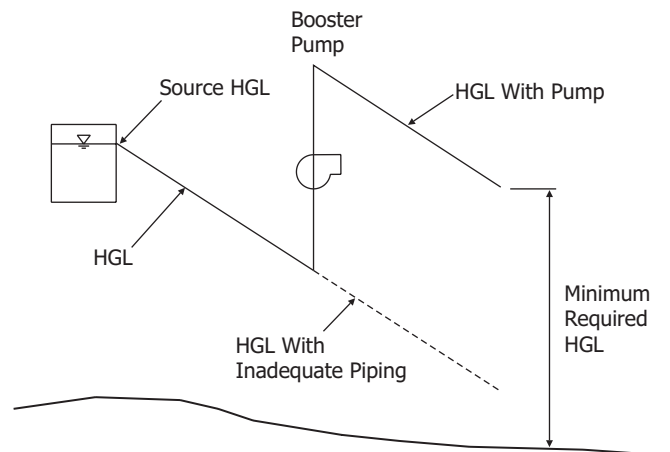 Booster
Pump
Source HGL
HGL With Pump
HGL
Minimum
Required
HGL
HGL With
Inadequate Piping